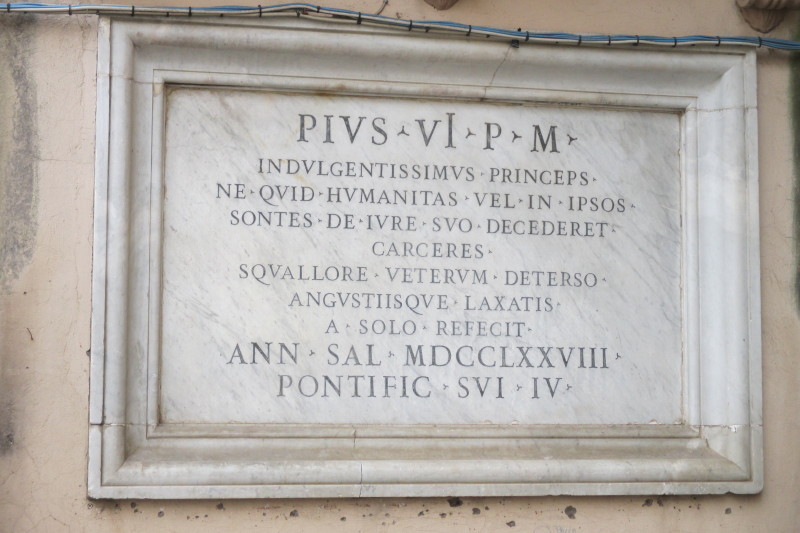 PIVS · VI · P · M ·
INDVLGENTISSIMVS · PRINCEPS ·
NE · QVID · HVMANITAS · VEL · IN · IPSOS ·
SONTES · DE · IVRE · SVO · DECEDERET ·
CARCERES ·
SQVALLORE · VETERVM · DETERSO ·
ANGVSTIISQVE · LAXATIS ·
A · SOLO · REFECIT ·
ANN · SAL · MDCCLXXVIII ·
PONTIFIC · SVI · IV ·